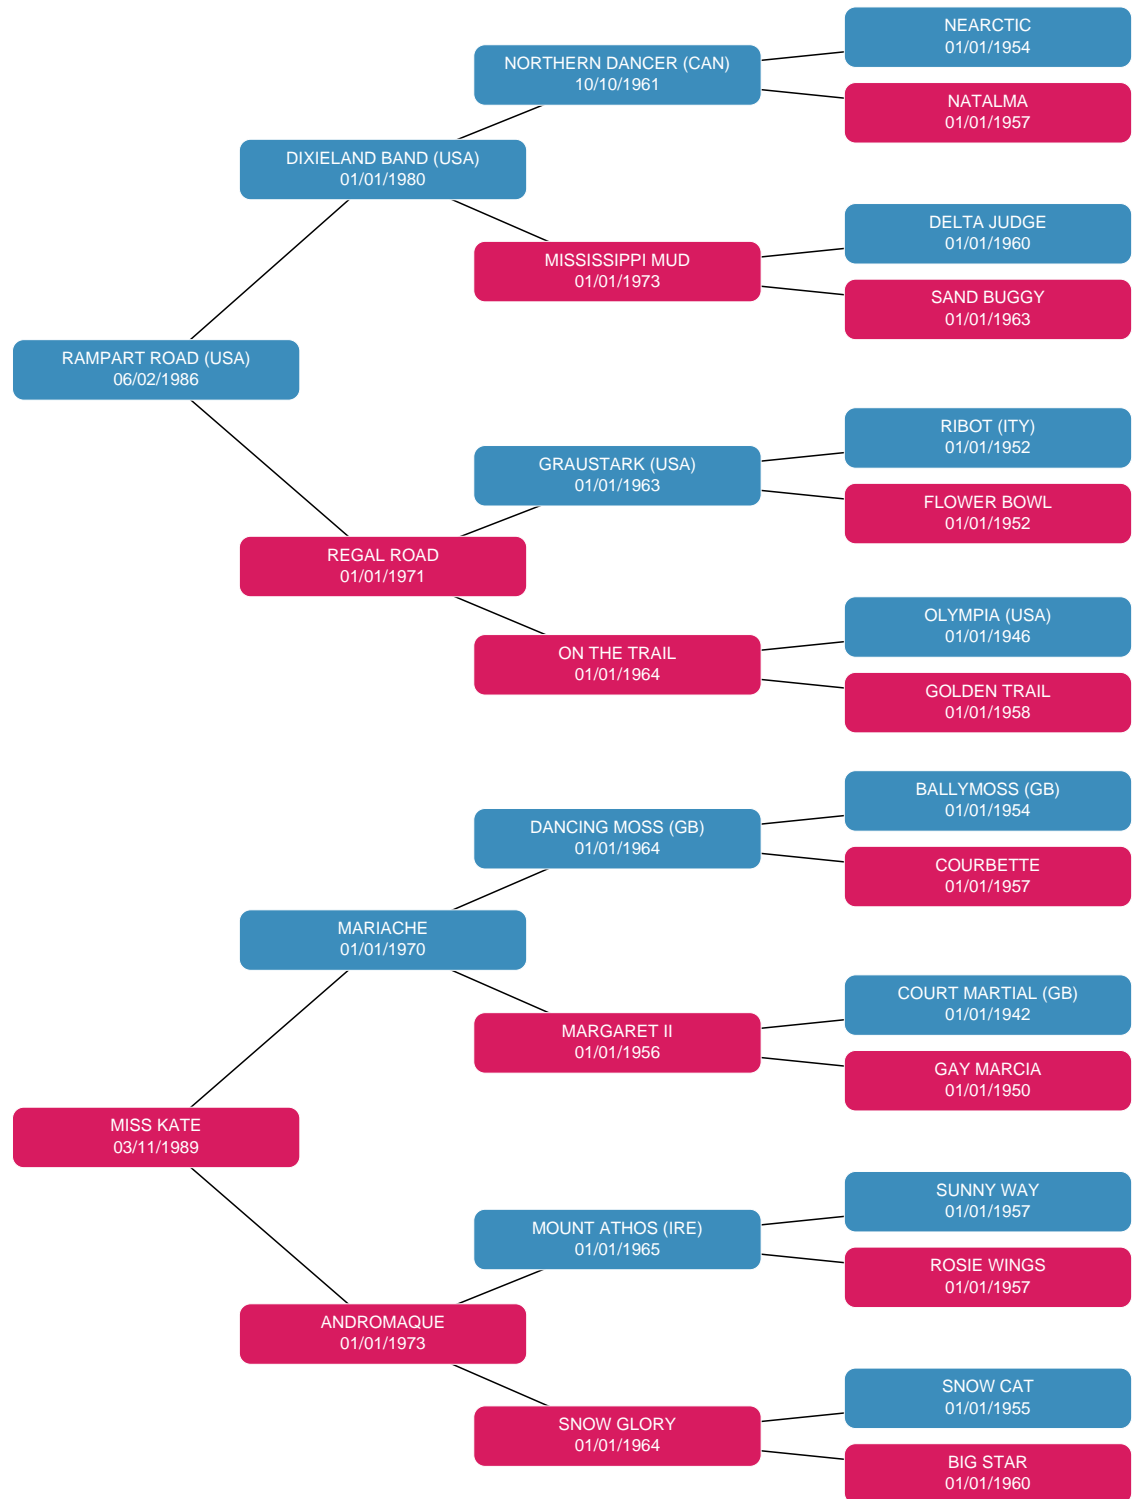 NEARCTIC
01/01/1954
NORTHERN DANCER (CAN)
10/10/1961
NATALMA
01/01/1957
DIXIELAND BAND (USA)
01/01/1980
DELTA JUDGE
01/01/1960
MISSISSIPPI MUD
01/01/1973
SAND BUGGY
01/01/1963
RAMPART ROAD (USA)
06/02/1986
RIBOT (ITY)
01/01/1952
GRAUSTARK (USA)
01/01/1963
FLOWER BOWL
01/01/1952
REGAL ROAD
01/01/1971
OLYMPIA (USA)
01/01/1946
ON THE TRAIL
01/01/1964
GOLDEN TRAIL
01/01/1958
BALLYMOSS (GB)
01/01/1954
DANCING MOSS (GB)
01/01/1964
COURBETTE
01/01/1957
MARIACHE
01/01/1970
COURT MARTIAL (GB)
01/01/1942
MARGARET II
01/01/1956
GAY MARCIA
01/01/1950
MISS KATE
03/11/1989
SUNNY WAY
01/01/1957
MOUNT ATHOS (IRE)
01/01/1965
ROSIE WINGS
01/01/1957
ANDROMAQUE
01/01/1973
SNOW CAT
01/01/1955
SNOW GLORY
01/01/1964
BIG STAR
01/01/1960